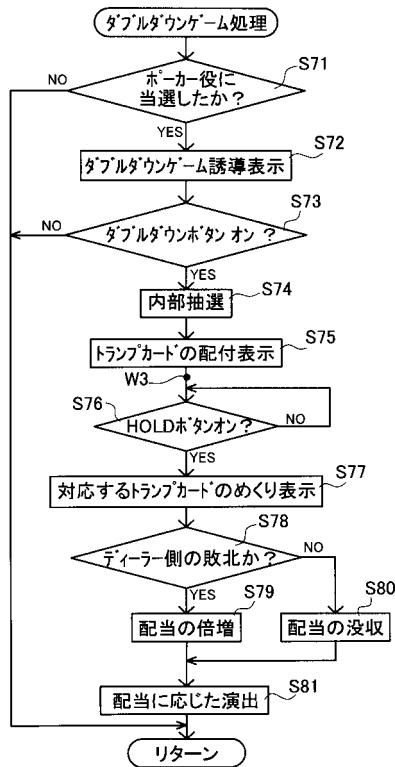 ダブルダウンゲーム処理
S71
NO
ポーカー役に
当選したか？
YES
S72
ダブルダウンゲーム誘導表示
S73
NO
ダブルダウンボタン オン ？
YES
S74
内部抽選
S75
トランプカードの配付表示
W3
S76
HOLDボタンオン？
NO
YES
S77
対応するトランプカードのめくり表示
S78
ディーラー側の敗北か？
NO
YES
S79
S80
配当の倍増
配当の没収
S81
配当に応じた演出
リターン